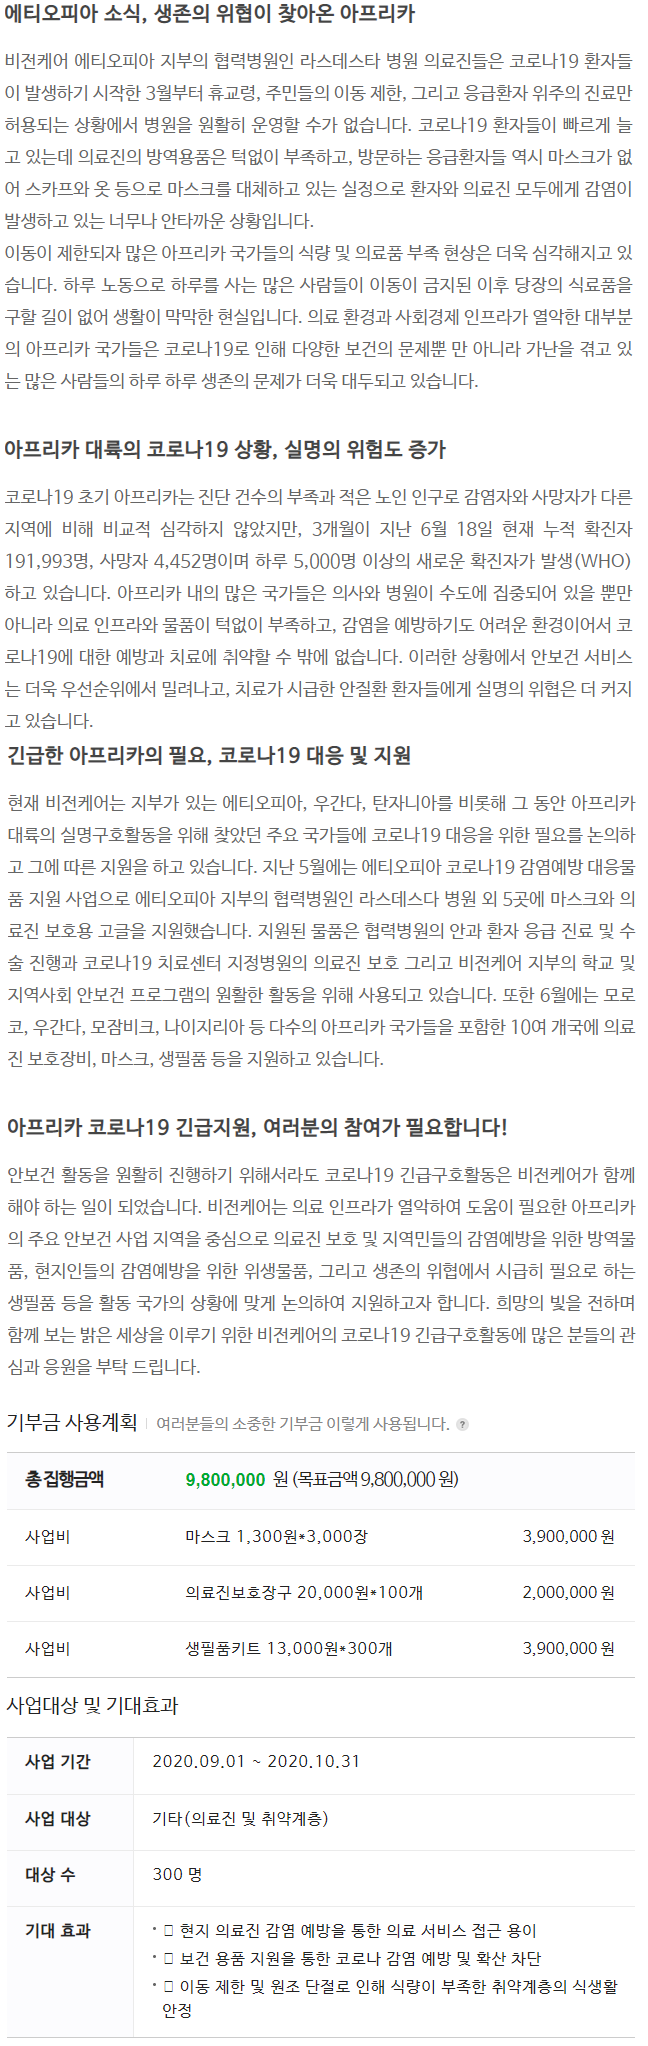 에티오피아 소식, 생존의 위협이 찾아온 아프리카
비전케어 에티오피아 지부의 협력병원인 라스데스타 병원 의료진들은 코로나19 환자들
이 발생하기 시작한 3월부터 휴교령, 주민들의 이동 제한, 그리고 응급환자 위주의 진료만
허용되는 상황에서 병원을 원활히 운영할 수가 없습니다. 코로나19 환자들이 빠르게 늘
고 있는데 의료진의 방역용품은 턱없이 부족하고, 방문하는 응급환자들 역시 마스크가 없
어 스카프와 옷 등으로 마스크를 대체하고 있는 실정으로 환자와 의료진 모두에게 감염이
발생하고 있는 너무나 안타까운 상황입니다.
이동이 제한되자 많은 아프리카 국가들의 식량 및 의료품 부족 현상은 더욱 심각해지고 있
습니다. 하루 노동으로 하루를 사는 많은 사람들이 이동이 금지된 이후 당장의 식료품을
구할 길이 없어 생활이 막막한 현실입니다. 의료 환경과 사회경제 인프라가 열악한 대부분
의 아프리카 국가들은 코로나19로 인해 다양한 보건의 문제뿐 만 아니라 가난을 겪고 있
는 많은 사람들의 하루 하루 생존의 문제가 더욱 대두되고 있습니다.
아프리카 대륙의 코로나19 상황, 실명의 위험도 증가
코로나19 초기 아프리카는 진단 건수의 부족과 적은 노인 인구로 감염자와 사망자가 다른
지역에 비해 비교적 심각하지 않았지만, 3개월이 지난 6월 18일 현재 누적 확진자
191,993명, 사망자 4,452명이며 하루 5,000명 이상의 새로운 확진자가 발생(WHO)
하고 있습니다. 아프리카 내의 많은 국가들은 의사와 병원이 수도에 집중되어 있을 뿐만
아니라 의료 인프라와 물품이 턱없이 부족하고, 감염을 예방하기도 어려운 환경이어서 코
로나19에 대한 예방과 치료에 취약할 수 밖에 없습니다. 이러한 상황에서 안보건 서비스
는 더욱 우선순위에서 밀려나고, 치료가 시급한 안질환 환자들에게 실명의 위협은 더 커지
고 있습니다.
긴급한 아프리카의 필요, 코로나19 대응 및 지원
현재 비전케어는 지부가 있는 에티오피아, 우간다, 탄자니아를 비롯해 그 동안 아프리카
대륙의 실명구호활동을 위해 찾았던 주요 국가들에 코로나19 대응을 위한 필요를 논의하
고 그에 따른 지원을 하고 있습니다. 지난 5월에는 에티오피아 코로나19 감염예방 대응물
품 지원 사업으로 에티오피아 지부의 협력병원인 라스데스다 병원 외 5곳에 마스크와 의
료진 보호용 고글을 지원했습니다. 지원된 물품은 협력병원의 안과 환자 응급 진료 및 수
술 진행과 코로나19 치료센터 지정병원의 의료진 보호 그리고 비전케어 지부의 학교 및
지역사회 안보건 프로그램의 원활한 활동을 위해 사용되고 있습니다. 또한 6월에는 모로
코, 우간다, 모잠비크, 나이지리아 등 다수의 아프리카 국가들을 포함한 10여 개국에 의료
진 보호장비, 마스크, 생필품 등을 지원하고 있습니다.
아프리카 코로나19 긴급지원, 여러분의 참여가 필요합니다!
안보건 활동을 원활히 진행하기 위해서라도 코로나19 긴급구호활동은 비전케어가 함께
해야 하는 일이 되었습니다. 비전케어는 의료 인프라가 열악하여 도움이 필요한 아프리카
의 주요 안보건 사업 지역을 중심으로 의료진 보호 및 지역민들의 감염예방을 위한 방역물
품, 현지인들의 감염예방을 위한 위생물품, 그리고 생존의 위협에서 시급히 필요로 하는
생필품 등을 활동 국가의 상황에 맞게 논의하여 지원하고자 합니다. 희망의 빛을 전하며
함께 보는 밝은 세상을 이루기 위한 비전케어의 코로나19 긴급구호활동에 많은 분들의 관
심과 응원을 부탁 드립니다.
기부금 사용계획 여러분들의 소중한 기부금 이렇게 사용됩니다. ?
총 집행금액 9,800,000 원 (목표금액 9,800,000 원)
사업비 마스크 1,300원*3,000장 3,900,000 원
사업비 의료진보호장구 20,000원*100개 2,000,000 원
사업비 생필품키트 13,000원*300개 3,900,000 원
사업대상 및 기대효과
사업 기간 2020.09.01 ~ 2020.10.31
사업 대상 기타(의료진 및 취약계층)
대상 수 300 명
기대 효과 • 현지 의료진 감염 예방을 통한 의료 서비스 접근 용이
• 보건 용품 지원을 통한 코로나 감염 예방 및 확산 차단
• 이동 제한 및 원조 단절로 인해 식량이 부족한 취약계층의 식생활
안정